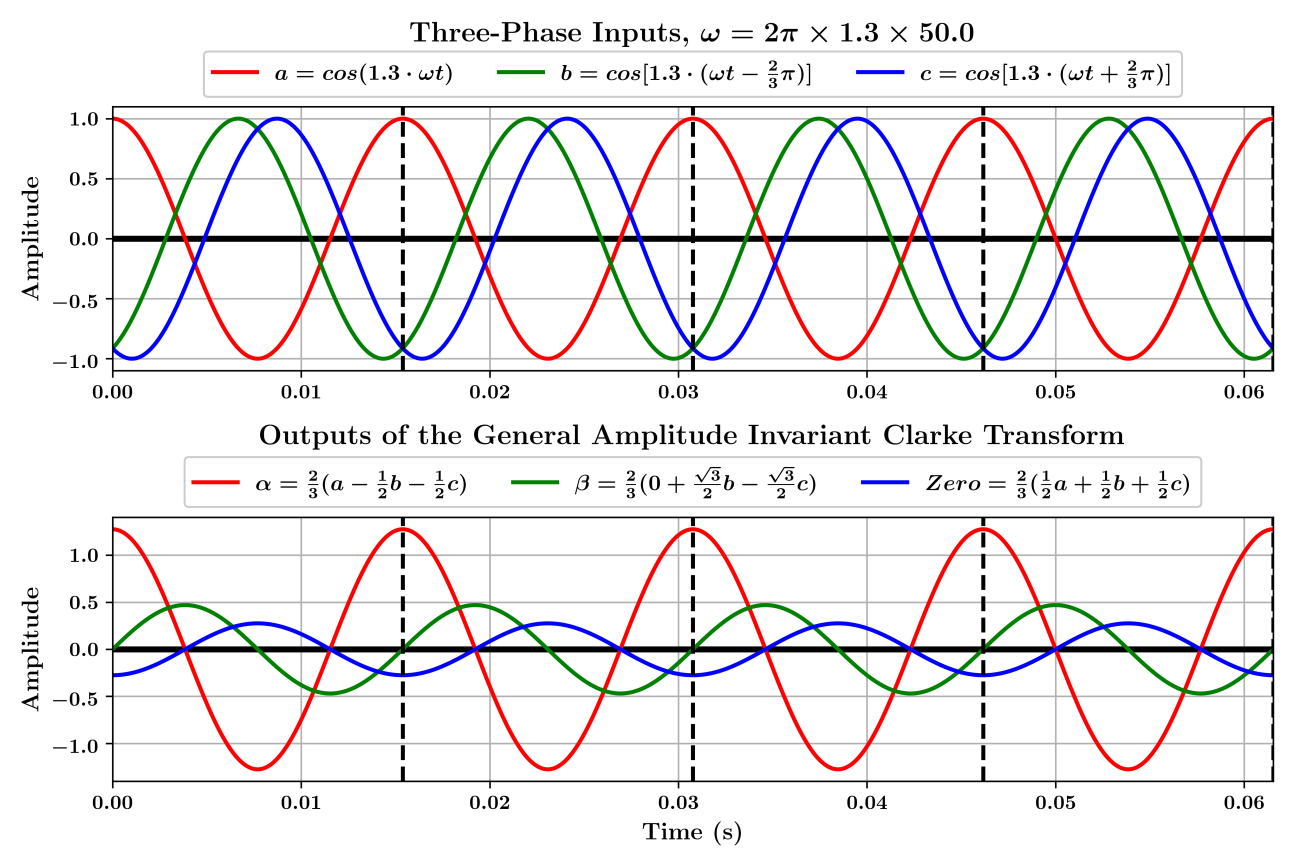 Three-Phase Inputs, ω = 2π × 1.3 × 50.0
a = cos(1.3 · ωt) b = cos[1.3 · (ωt − 2/3π)] c = cos[1.3 · (ωt + 2/3π)]
1.0
0.5
0.0
−0.5
−1.0
Amplitude
0.00 0.01 0.02 0.03 0.04 0.05 0.06
Outputs of the General Amplitude Invariant Clarke Transform
α = 2/3(a − 1/2b − 1/2c) β = 2/3(0 + √3/2b − √3/2c) Zero = 2/3(1/2a + 1/2b + 1/2c)
1.0
0.5
0.0
−0.5
−1.0
Amplitude
0.00 0.01 0.02 0.03 0.04 0.05 0.06
Time (s)